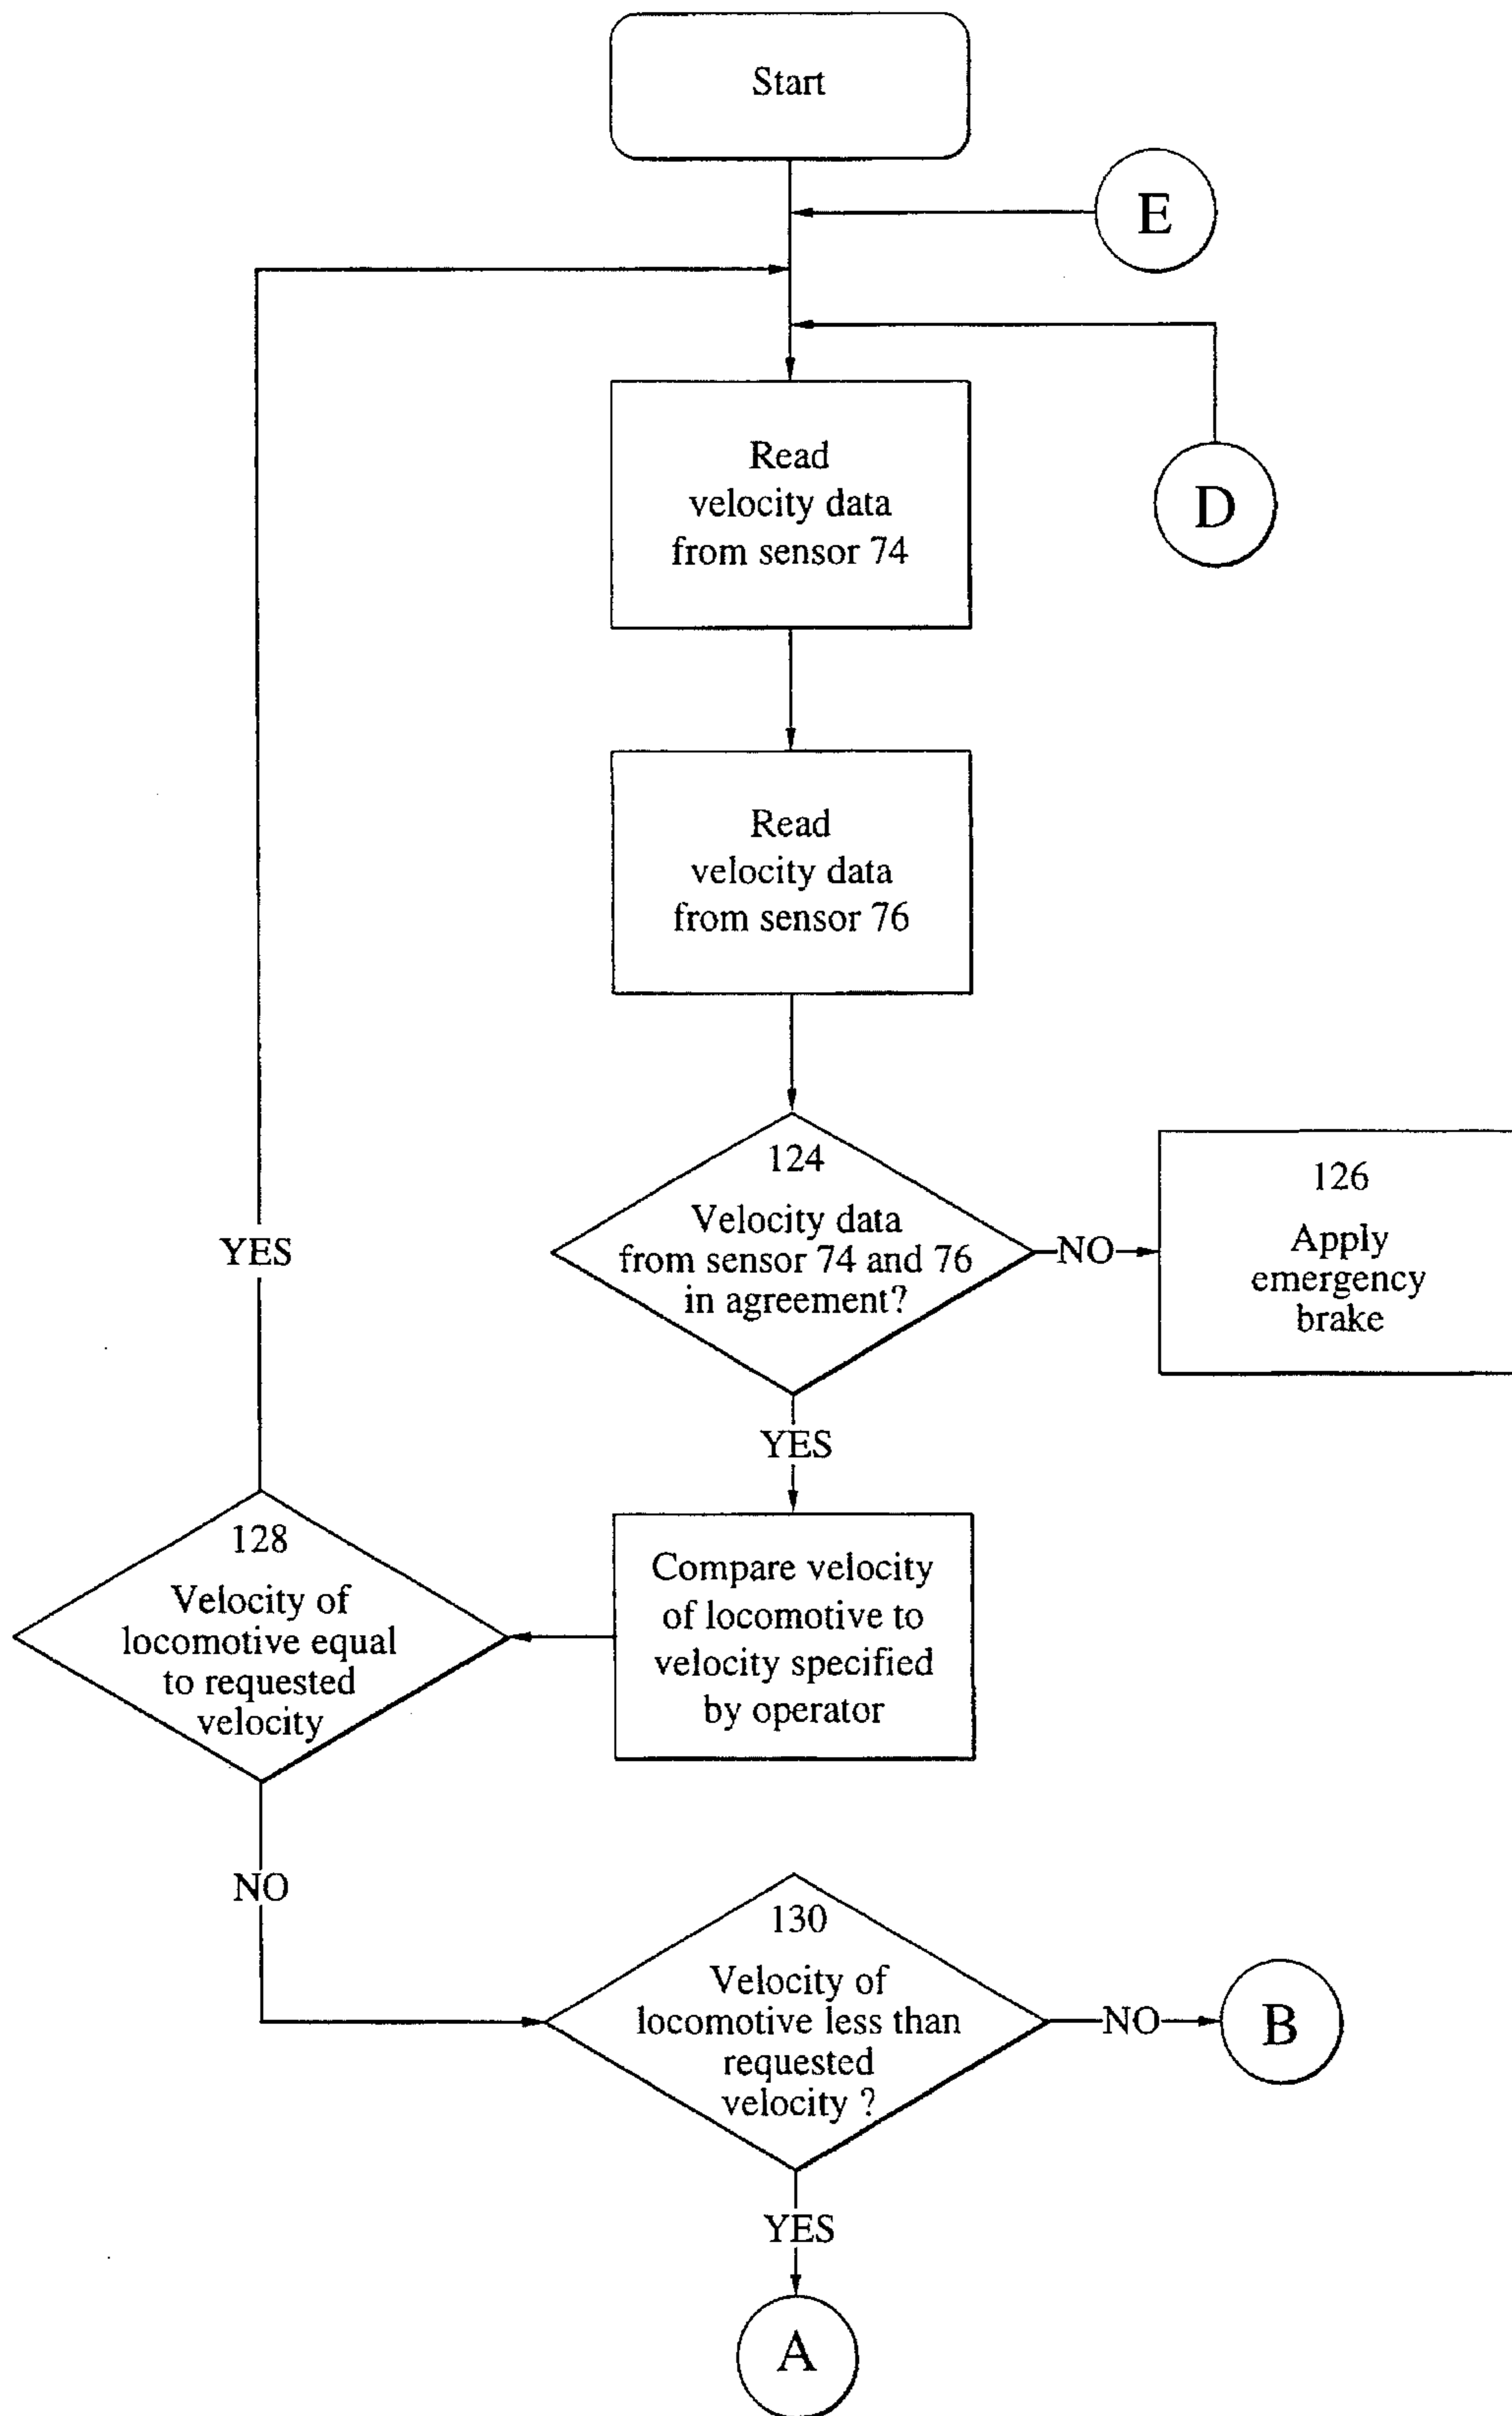 Start
E
Read
velocity data
from sensor 74
D
Read
velocity data
from sensor 76
124
Velocity data
from sensor 74 and 76
in agreement?
NO
126
Apply
emergency
brake
YES
YES
Compare velocity
of locomotive to
velocity specified
by operator
128
Velocity of
locomotive equal
to requested
velocity
NO
130
Velocity of
locomotive less than
requested
velocity ?
NO
B
YES
A